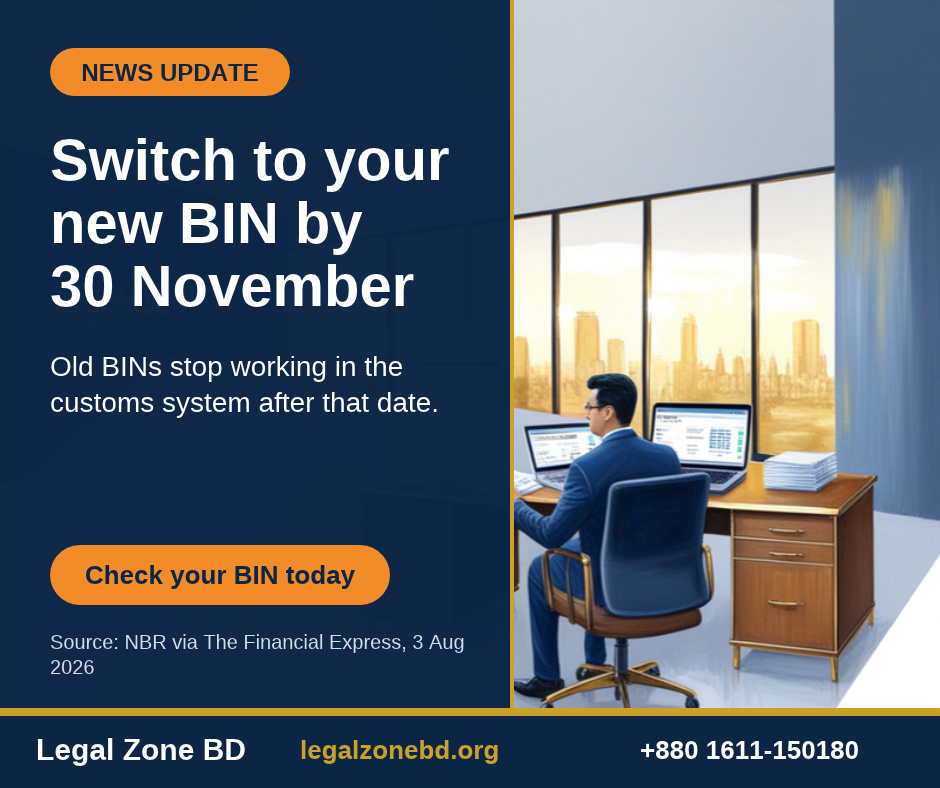 NEWS UPDATE
Switch to your
new BIN by
30 November
Old BINs stop working in the
customs system after that date.
Check your BIN today
Source: NBR via The Financial Express, 3 Aug
2026
Legal Zone BD
legalzonebd.org
+880 1611-150180